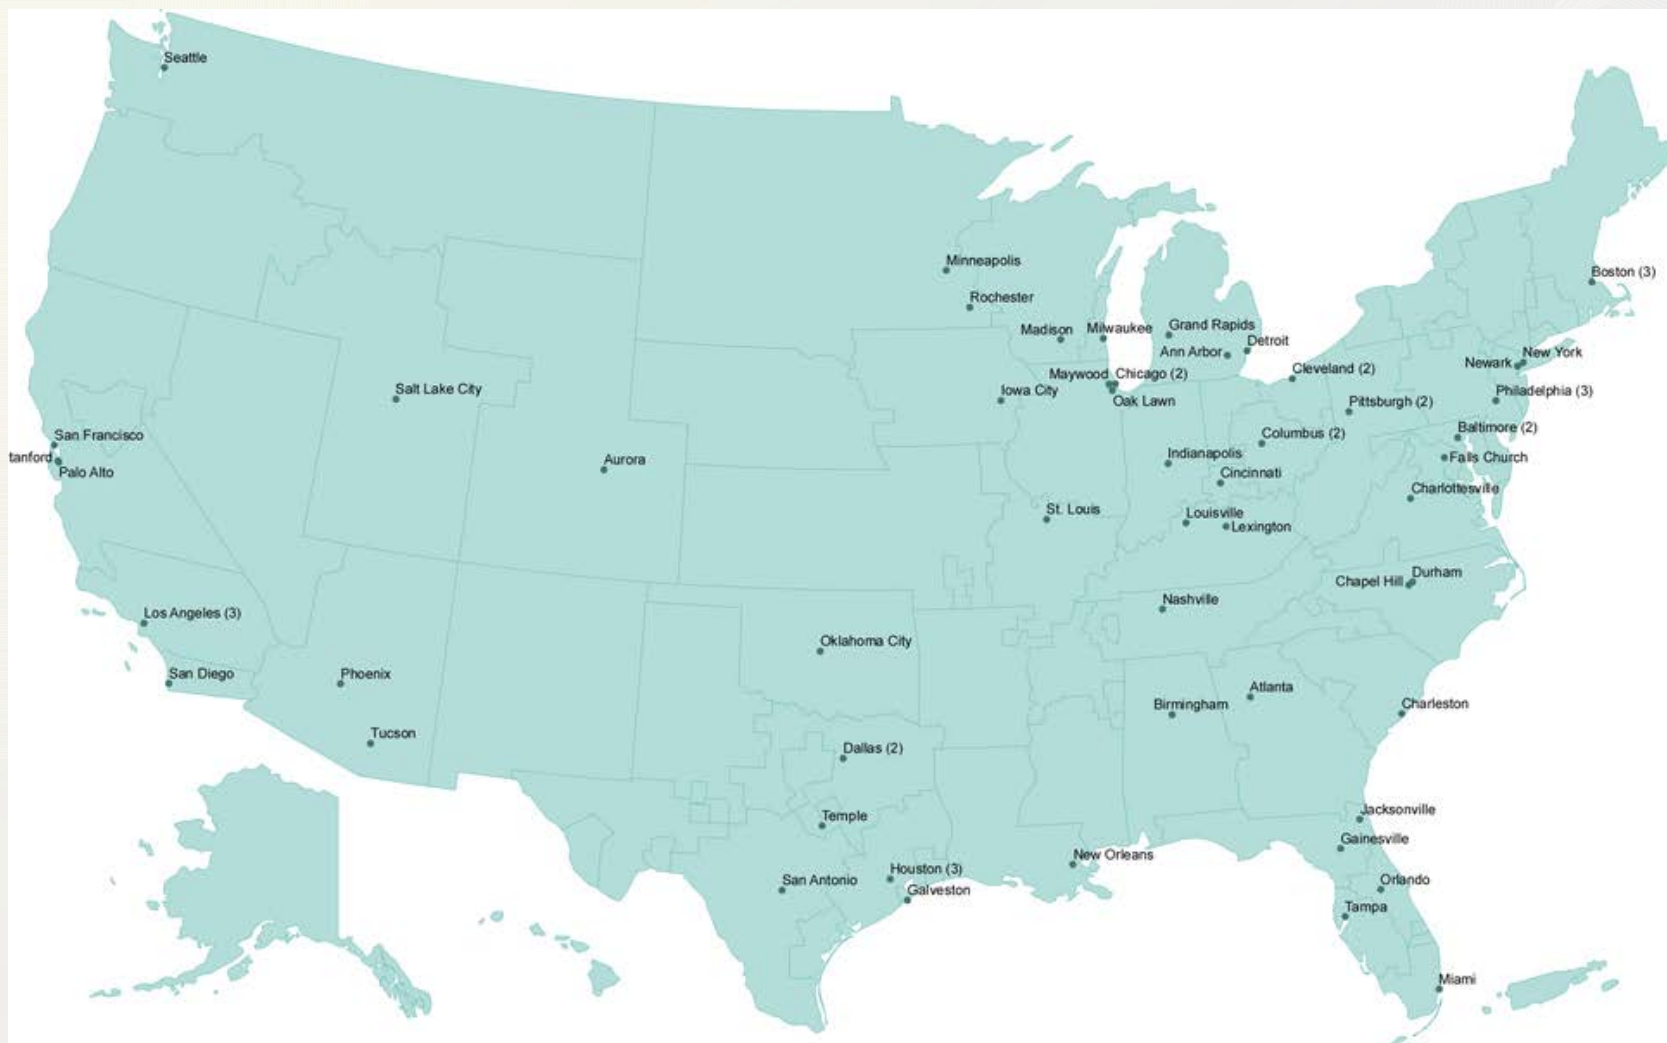 Seattle
Minneapolis
Boston (3)
Rochester
Madison
Milwaukee
Grand Rapids
Detroit
Ann Arbor
New York
Newark
Cleveland (2)
Maywood
Chicago (2)
Salt Lake City
Iowa City
Oak Lawn
Philadelphia (3)
Pittsburgh (2)
Baltimore (2)
San Francisco
Columbus (2)
Indianapolis
Falls Church
tanford
Aurora
Palo Alto
Cincinnati
Charlottesville
St. Louis
Louisville
Lexington
Durham
Chapel Hill
Nashville
Los Angeles (3)
Oklahoma City
San Diego
Phoenix
Atlanta
Birmingham
Charleston
Tucson
Dallas (2)
Temple
Jacksonville
Gainesville
New Orleans
Houston (3)
San Antonio
Orlando
Galveston
Tampa
Miami